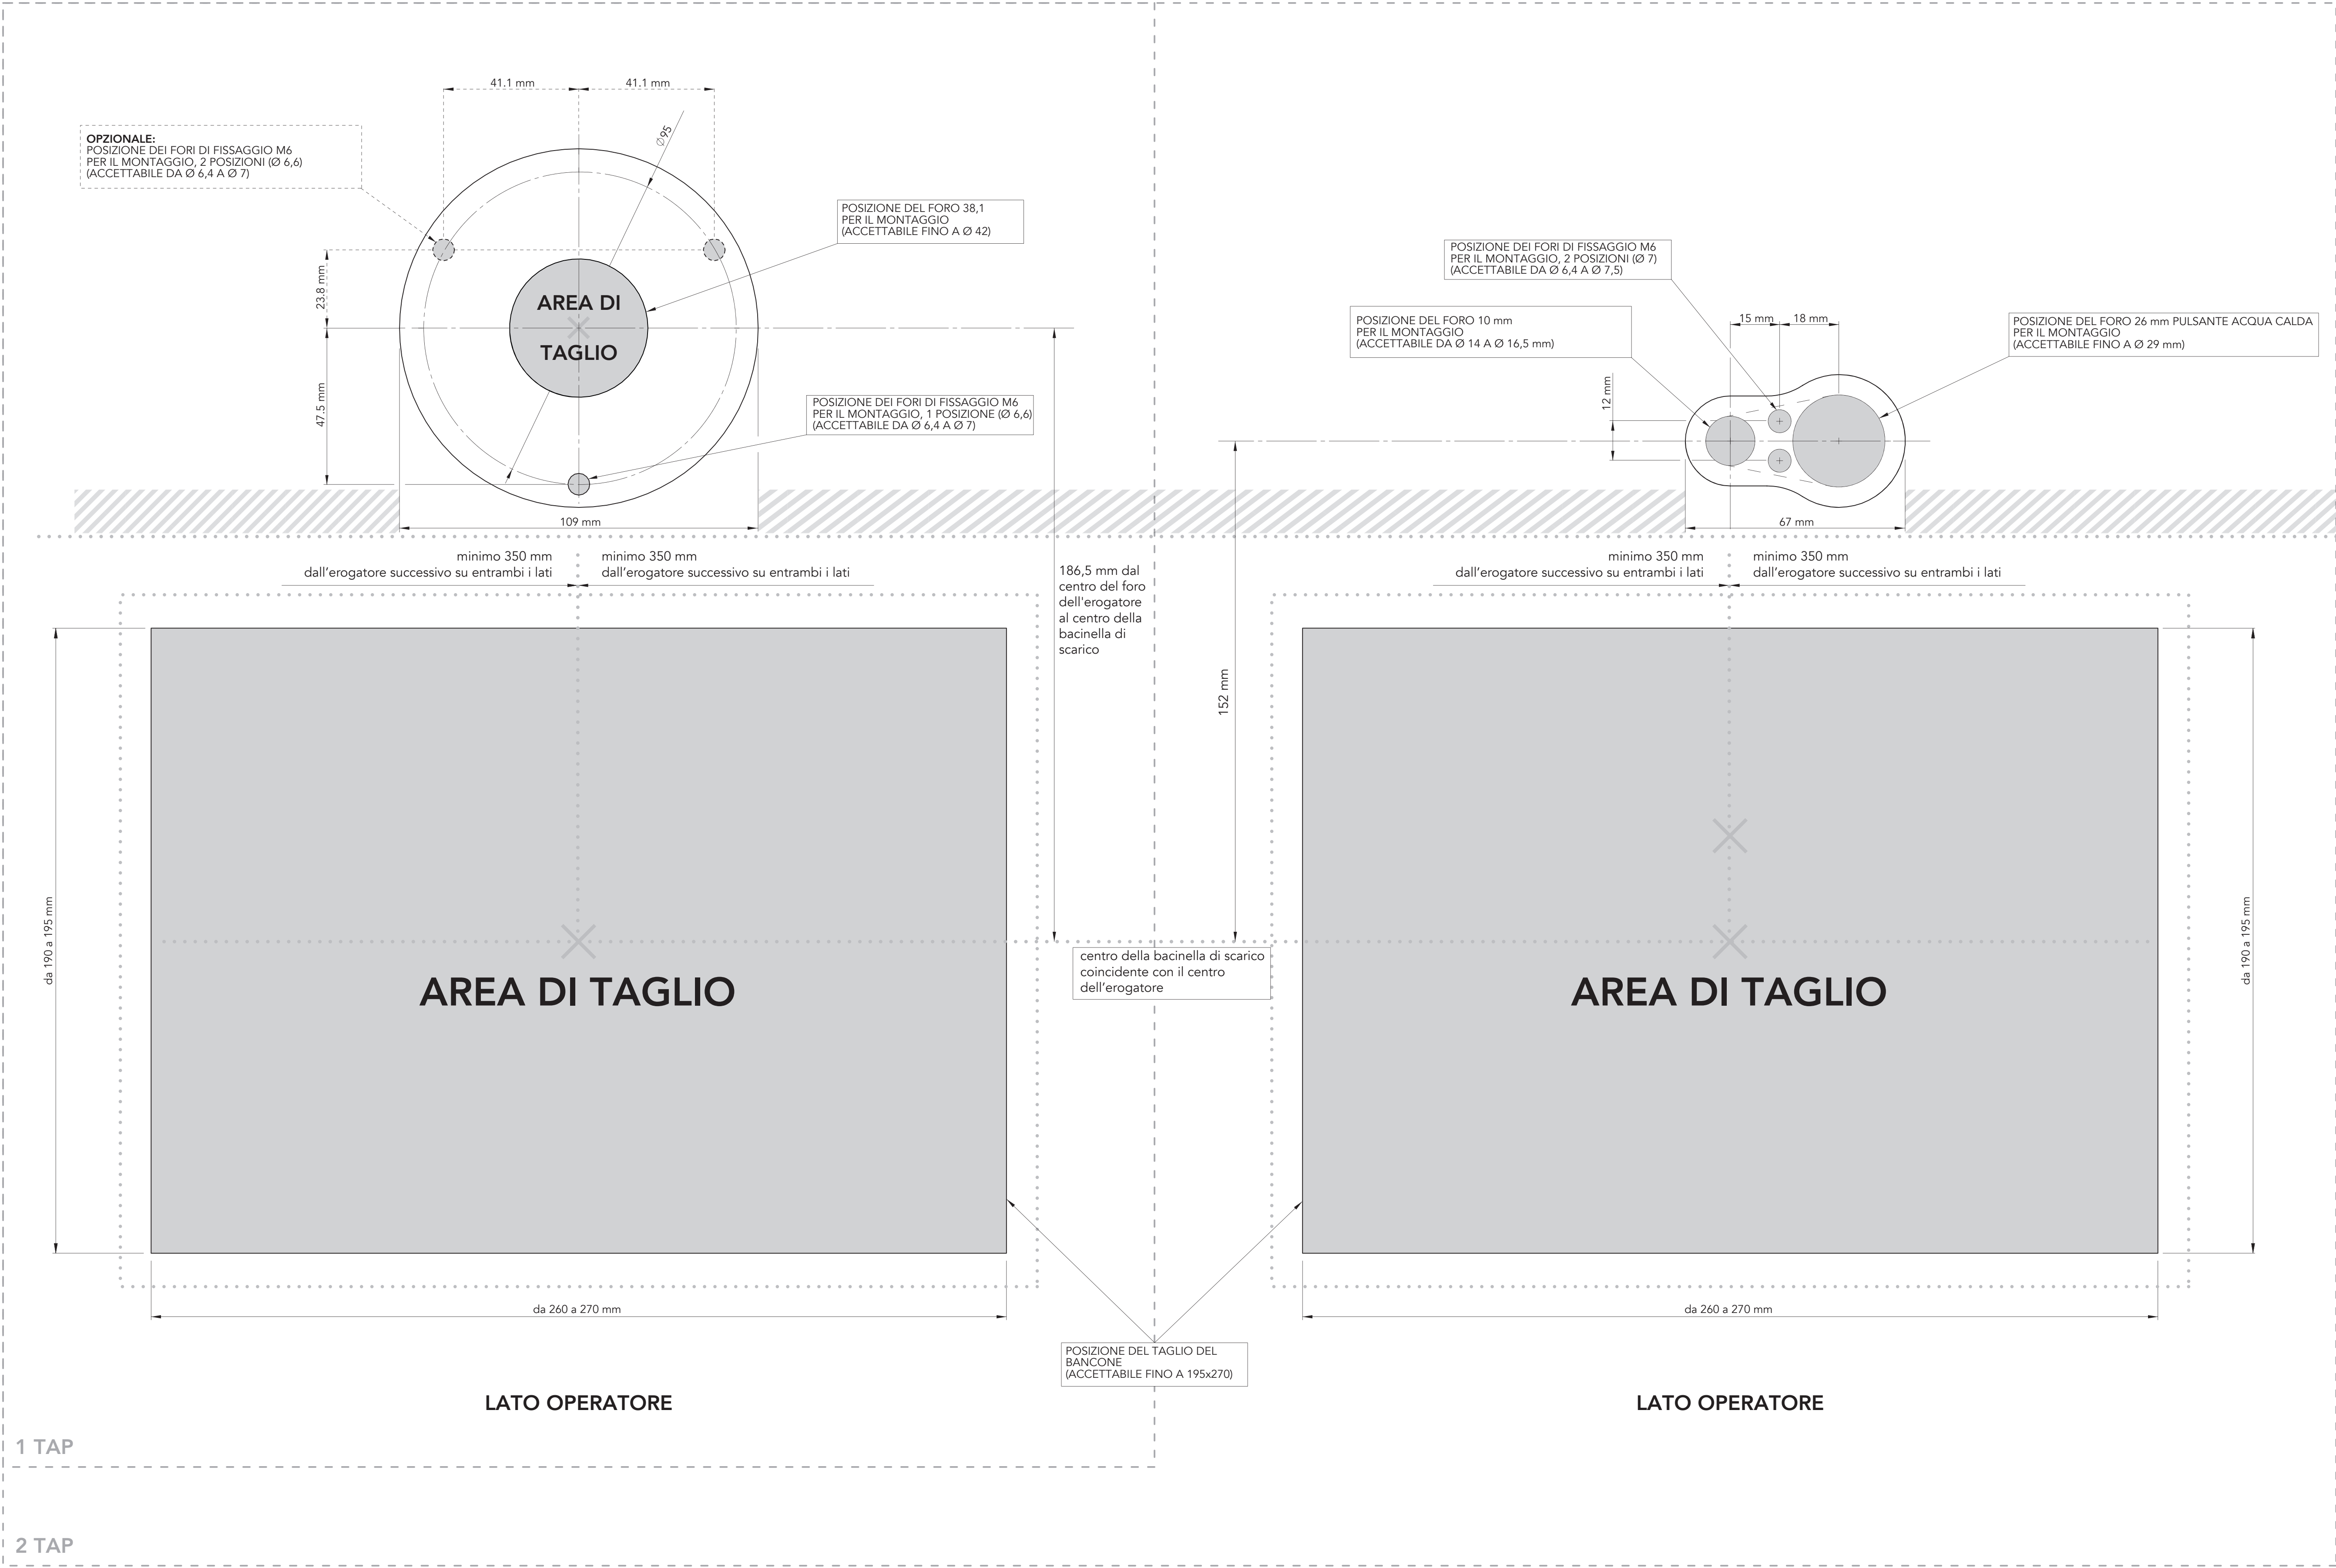 41.1 mm
41.1 mm
Ø95
OPZIONALE:
POSIZIONE DEI FORI DI FISSAGGIO M6
PER IL MONTAGGIO, 2 POSIZIONI (Ø 6,6)
(ACCETTABILE DA Ø 6,4 A Ø 7)
POSIZIONE DEL FORO 38,1
PER IL MONTAGGIO
(ACCETTABILE FINO A Ø 42)
23.8 mm
47.5 mm
AREA DI
TAGLIO
POSIZIONE DEI FORI DI FISSAGGIO M6
PER IL MONTAGGIO, 1 POSIZIONE (Ø 6,6)
(ACCETTABILE DA Ø 6,4 A Ø 7)
109 mm
POSIZIONE DEI FORI DI FISSAGGIO M6
PER IL MONTAGGIO, 2 POSIZIONI (Ø 7)
(ACCETTABILE DA Ø 6,4 A Ø 7,5)
POSIZIONE DEL FORO 10 mm
PER IL MONTAGGIO
(ACCETTABILE DA Ø 14 A Ø 16,5 mm)
15 mm
18 mm
POSIZIONE DEL FORO 26 mm PULSANTE ACQUA CALDA
PER IL MONTAGGIO
(ACCETTABILE FINO A Ø 29 mm)
12 mm
67 mm
minimo 350 mm
dall'erogatore successivo su entrambi i lati
minimo 350 mm
dall'erogatore successivo su entrambi i lati
186,5 mm dal
centro del foro
dell'erogatore
al centro della
bacinella di
scarico
152 mm
minimo 350 mm
dall'erogatore successivo su entrambi i lati
minimo 350 mm
dall'erogatore successivo su entrambi i lati
da 190 a 195 mm
AREA DI TAGLIO
centro della bacinella di scarico
coincidente con il centro
dell'erogatore
AREA DI TAGLIO
da 190 a 195 mm
da 260 a 270 mm
da 260 a 270 mm
POSIZIONE DEL TAGLIO DEL
BANCONE
(ACCETTABILE FINO A 195x270)
LATO OPERATORE
LATO OPERATORE
1 TAP
2 TAP